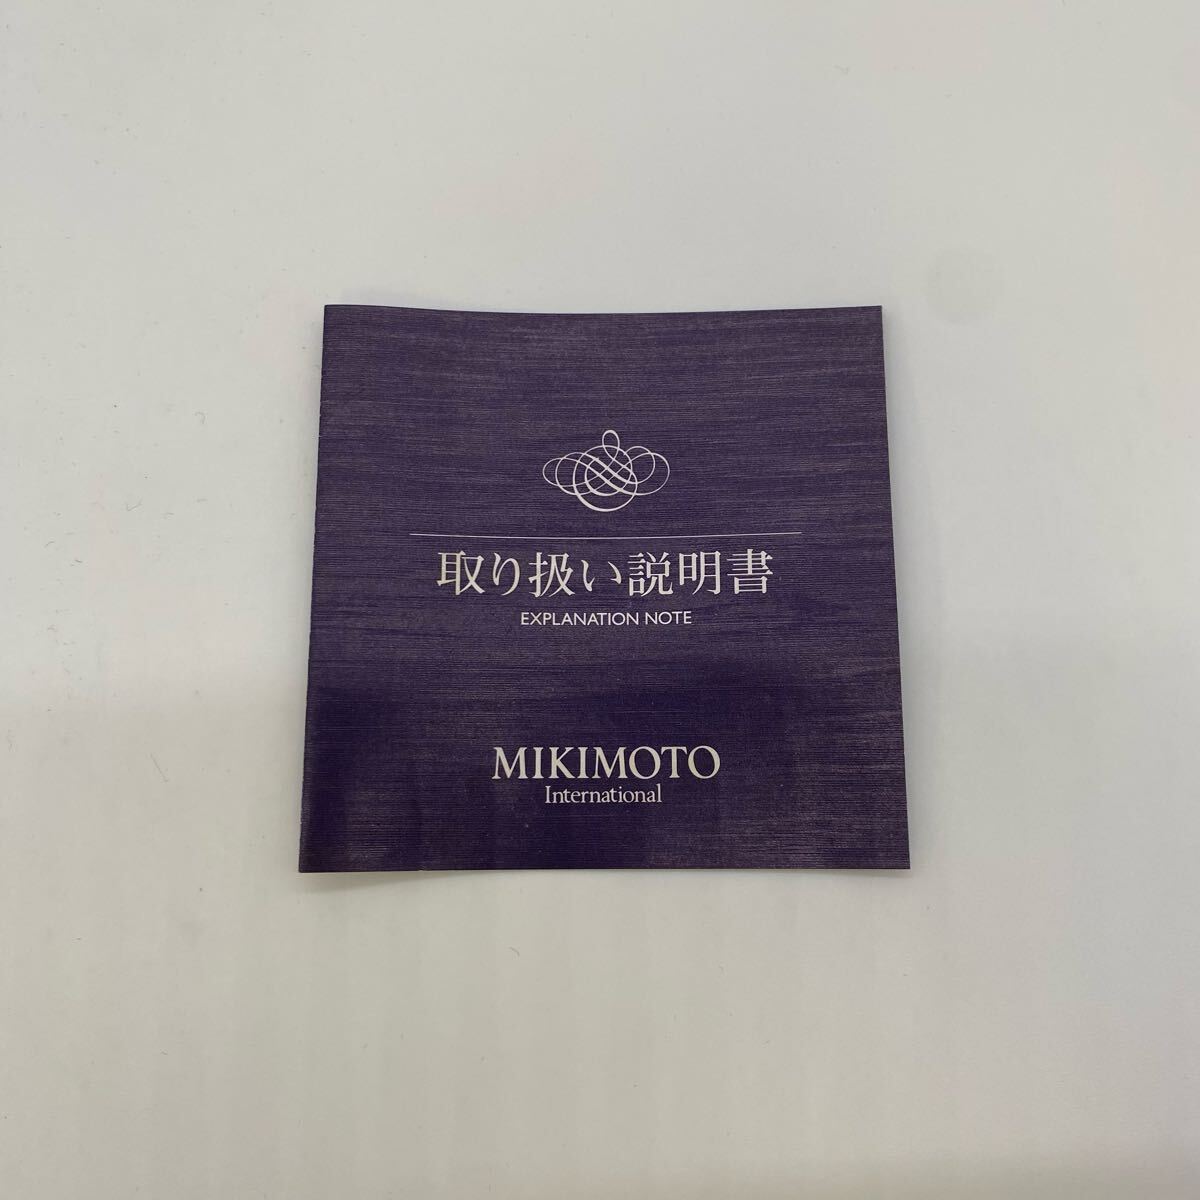 取り扱い説明書
EXPLANATION NOTE
MIKIMOTO
International